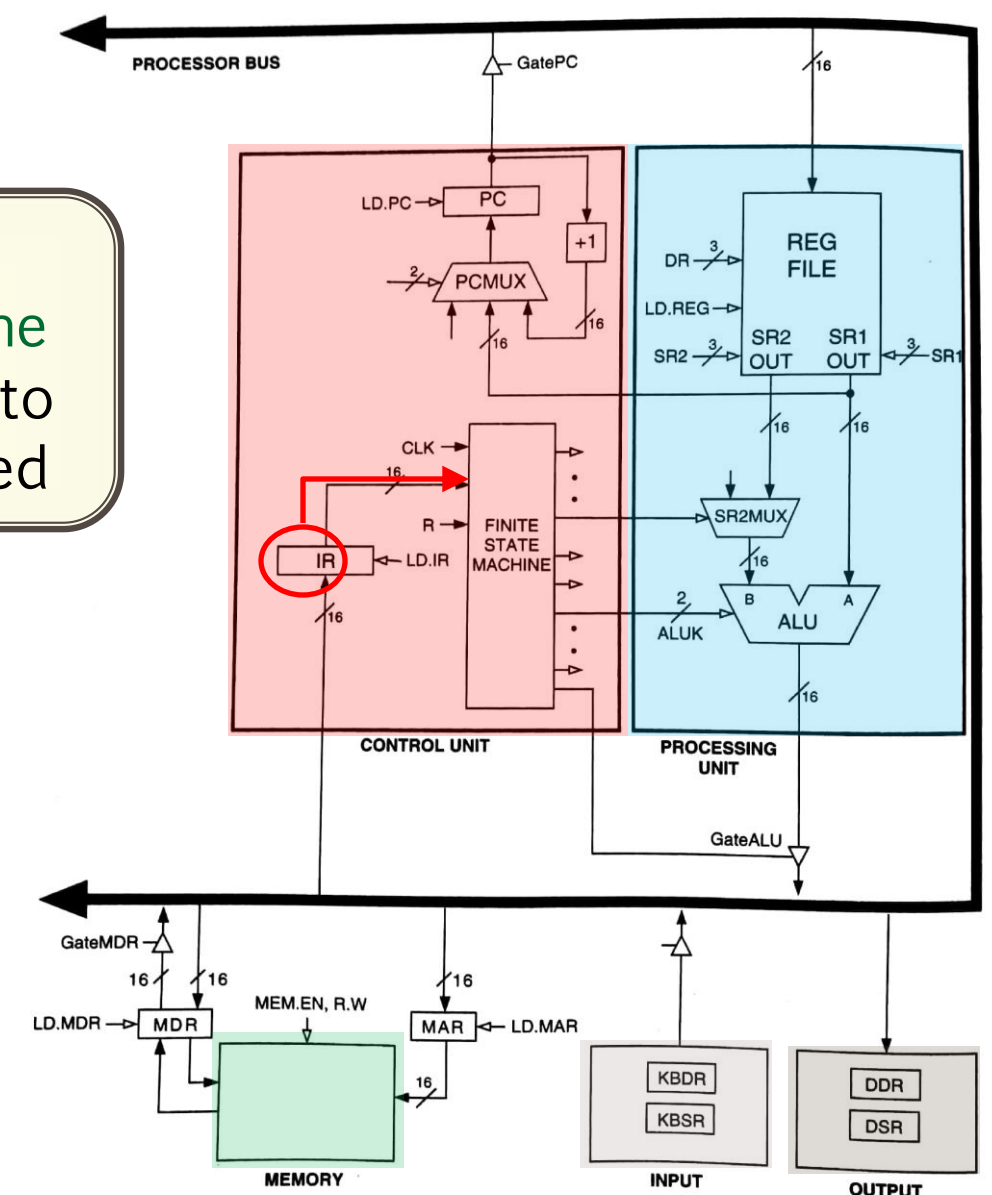 PROCESSOR BUS
GatePC
16
LD.PC
PC
+1
2
PCMUX
16
16
REG
FILE
DR
3
LD.REG
SR2
3
SR2
OUT
SR1
OUT
3
SR1
16
16
ne
to
ed
CLK
16
R
FINITE
STATE
MACHINE
IR
LD.IR
16
SR2MUX
16
B
A
ALU
2
ALUK
16
CONTROL UNIT
PROCESSING
UNIT
GateALU
GateMDR
16
16
16
MEM.EN, R.W
LD.MDR
MDR
MAR
LD.MAR
16
KBDR
KBSR
DDR
DSR
MEMORY
INPUT
OUTPUT